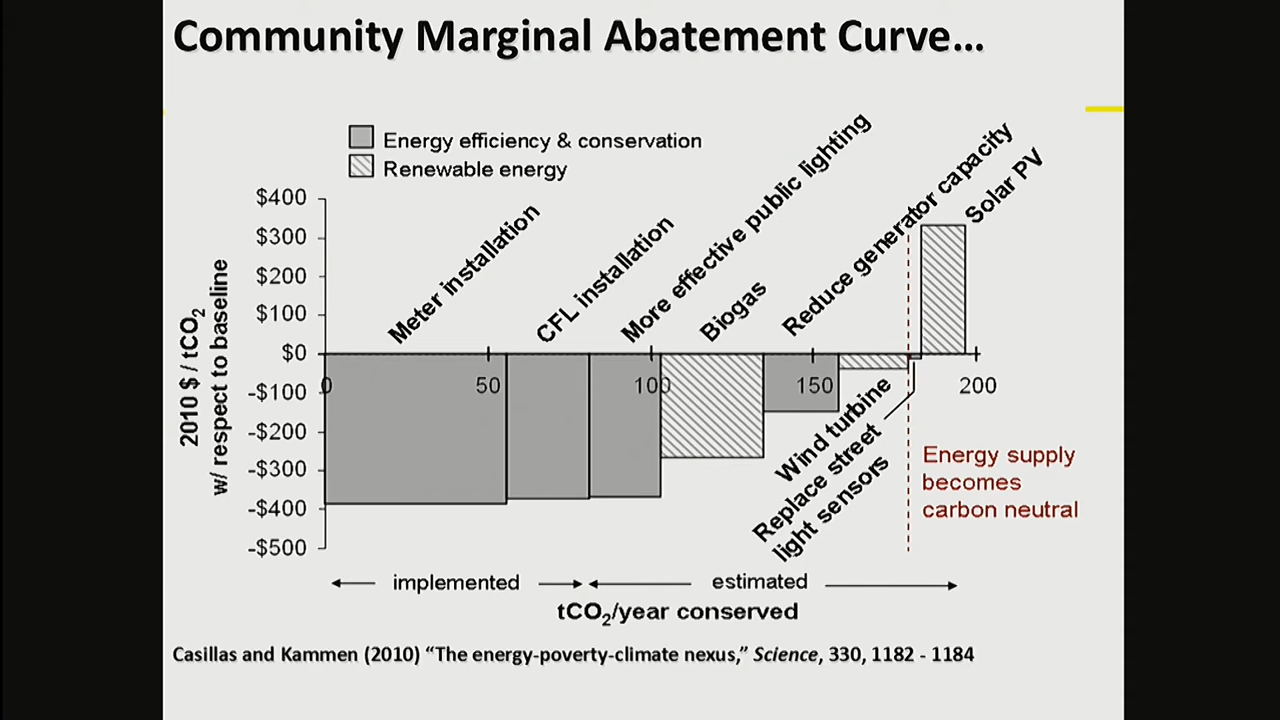 Community Marginal Abatement Curve...
Energy efficiency & conservation
Renewable energy
$400
$300
$200
$100
$0
-$100
-$200
-$300
-$400
-$500
2010 $ / tCO2
w/ respect to baseline
Meter installation
CFL installation
More effective public lighting
Biogas
Reduce generator capacity
Solar PV
0
50
100
150
200
Wind turbine
Replace street
light sensors
Energy supply
becomes
carbon neutral
implemented
estimated
tCO2/year conserved
Casillas and Kammen (2010) “The energy-poverty-climate nexus,” Science, 330, 1182 - 1184